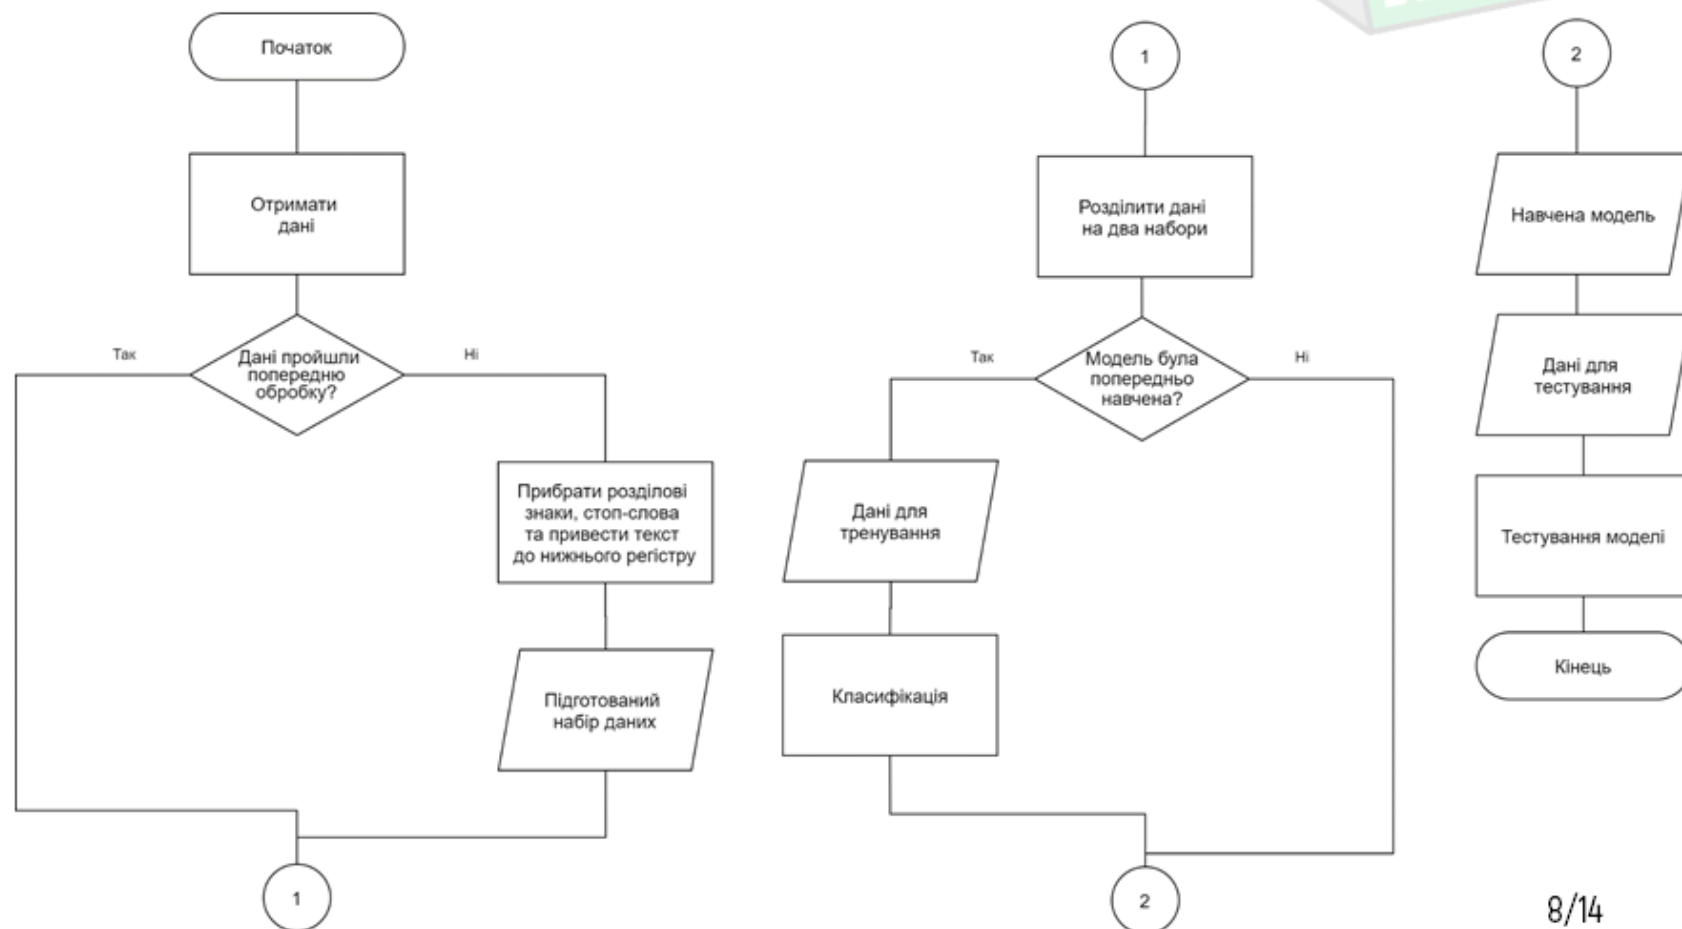 Початок
Отримати
дані
Так
Дані пройшли
попередню
обробку?
Ні
Прибрати розділові
знаки, стоп-слова
та привести текст
до нижнього регістру
Підготований
набір даних
1
1
Розділити дані
на два набори
Так
Модель була
попередньо
навчена?
Ні
Дані для
тренування
Класифікація
2
2
Навчена модель
Дані для
тестування
Тестування моделі
Кінець
8/14